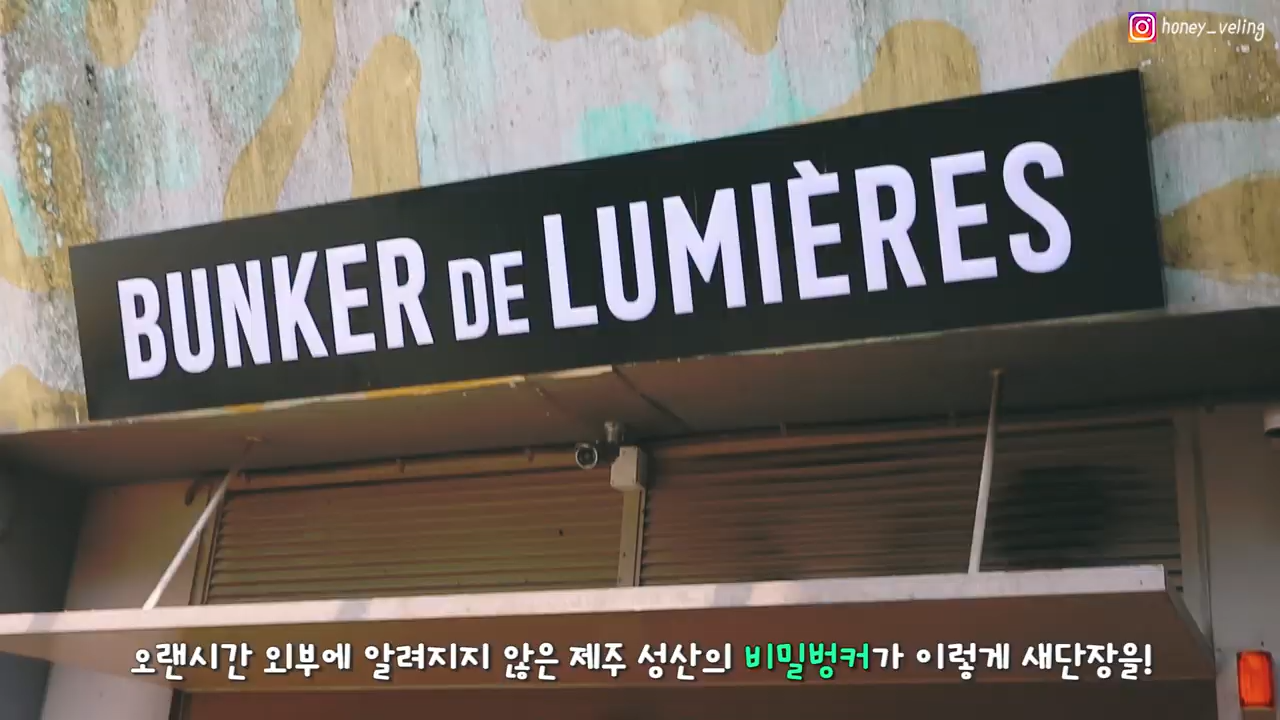 honey_veling
BUNKER DE LUMIÈRES
오랜시간 외부에 알려지지 않은 제주 성산의 비밀벙커가 이렇게 새단장을!